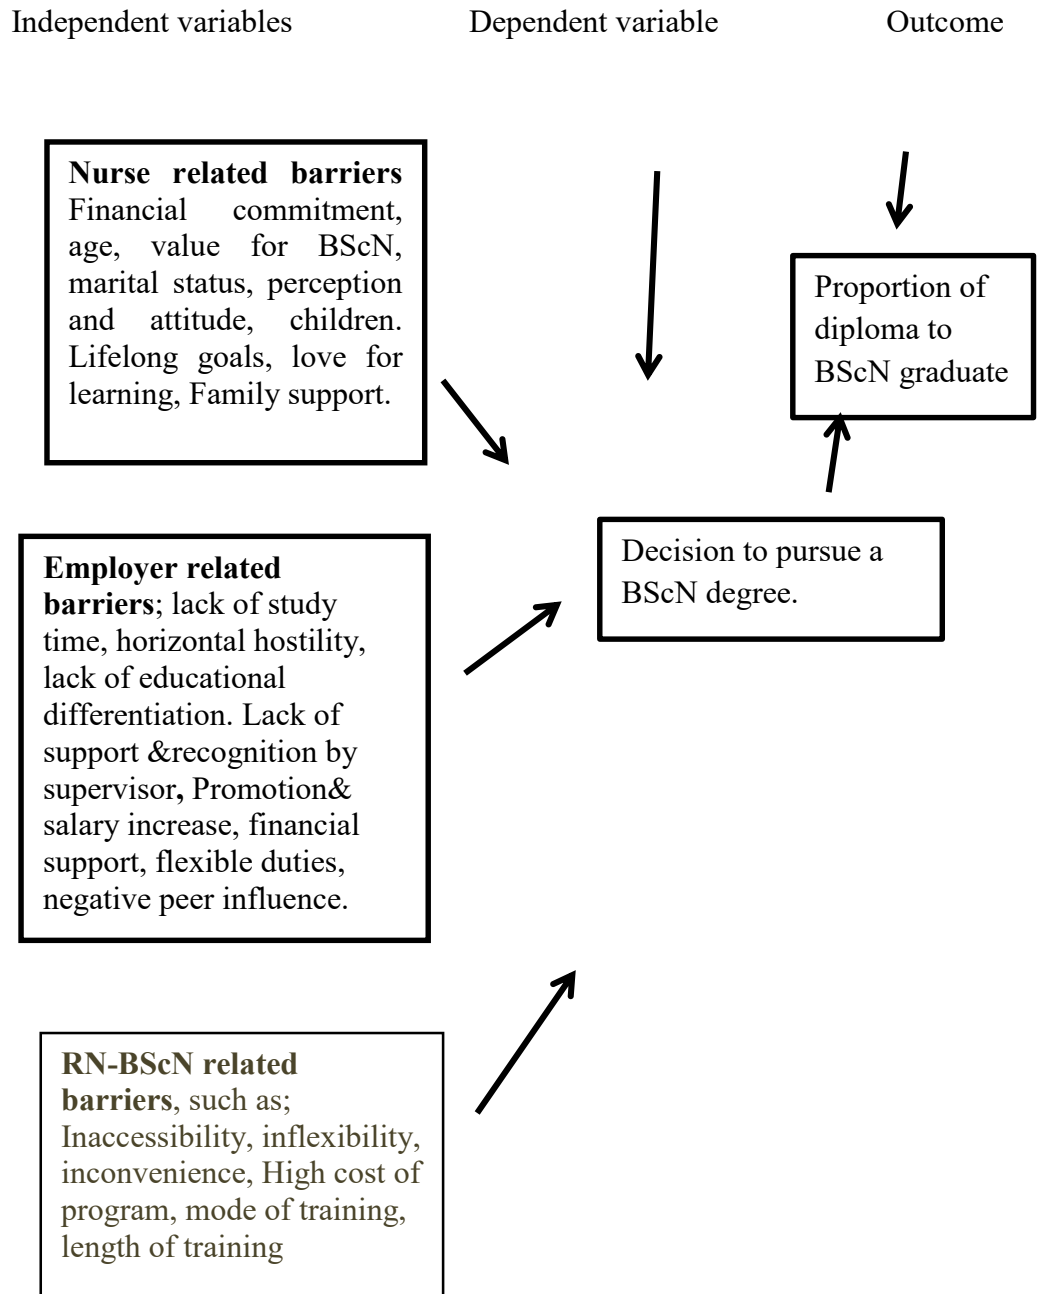 Independent variables
Dependent variable
Outcome
Nurse related barriers
Financial commitment,
age, value for BScN,
marital status, perception
and attitude, children.
Lifelong goals, love for
learning, Family support.
Proportion of
diploma to
BScN graduate
Employer related
barriers; lack of study
time, horizontal hostility,
lack of educational
differentiation. Lack of
support &recognition by
supervisor, Promotion&
salary increase, financial
support, flexible duties,
negative peer influence.
Decision to pursue a
BScN degree.
RN-BScN related
barriers, such as;
Inaccessibility, inflexibility,
inconvenience, High cost of
program, mode of training,
length of training